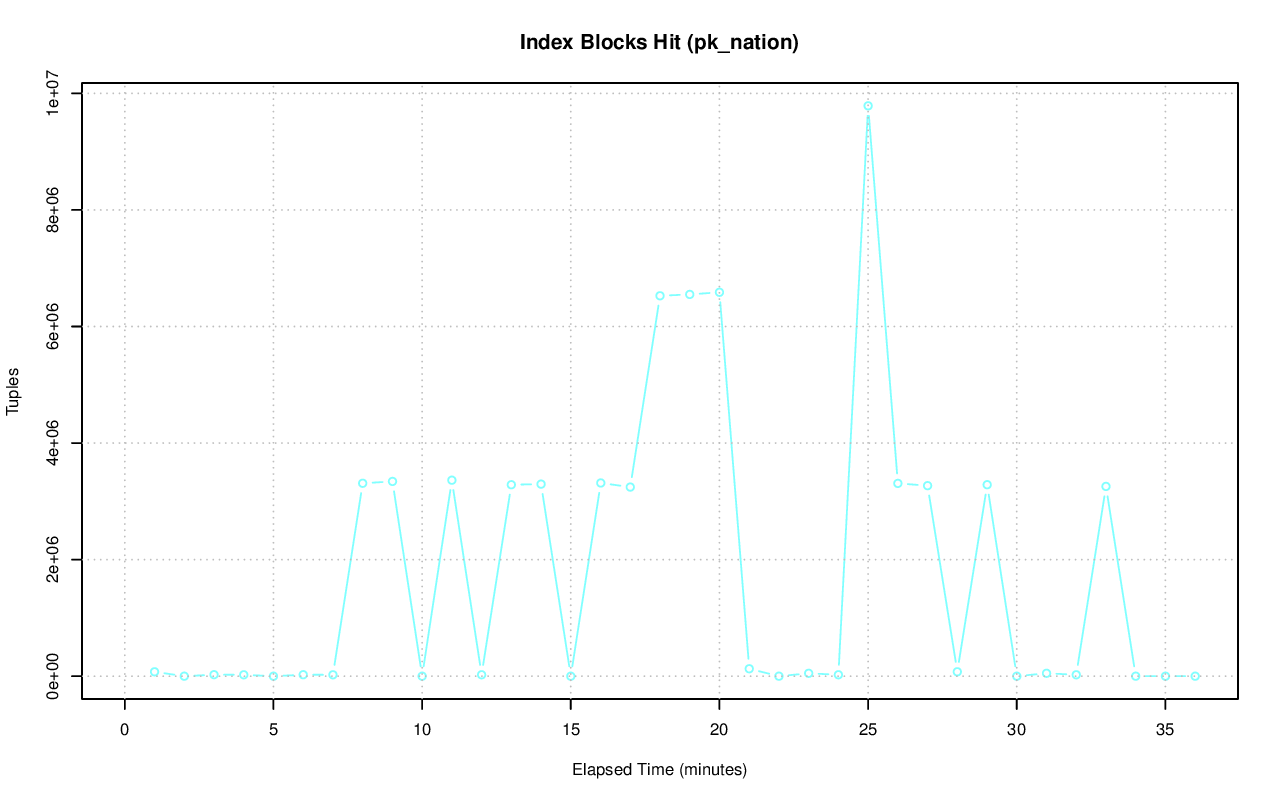 Index Blocks Hit (pk_nation)
1e+07
8e+06
6e+06
4e+06
2e+06
0e+00
Tuples
0 5 10 15 20 25 30 35
Elapsed Time (minutes)